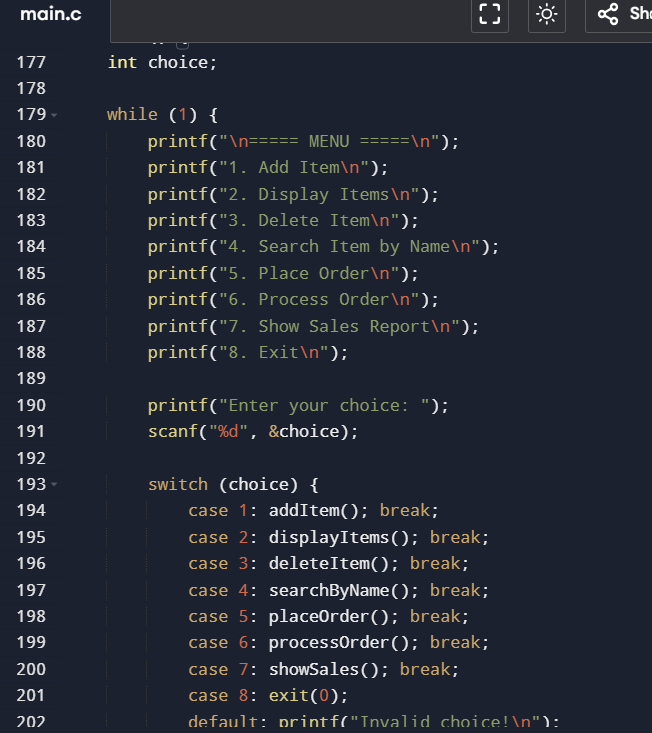 main.c
Sh
177 int choice;
178
179 while (1) {
180 printf("\n===== MENU =====\n");
181 printf("1. Add Item\n");
182 printf("2. Display Items\n");
183 printf("3. Delete Item\n");
184 printf("4. Search Item by Name\n");
185 printf("5. Place Order\n");
186 printf("6. Process Order\n");
187 printf("7. Show Sales Report\n");
188 printf("8. Exit\n");
189
190 printf("Enter your choice: ");
191 scanf("%d", &choice);
192
193 switch (choice) {
194 case 1: addItem(); break;
195 case 2: displayItems(); break;
196 case 3: deleteItem(); break;
197 case 4: searchByName(); break;
198 case 5: placeOrder(); break;
199 case 6: processOrder(); break;
200 case 7: showSales(); break;
201 case 8: exit(0);
202 default: printf("Invalid choice!\n");